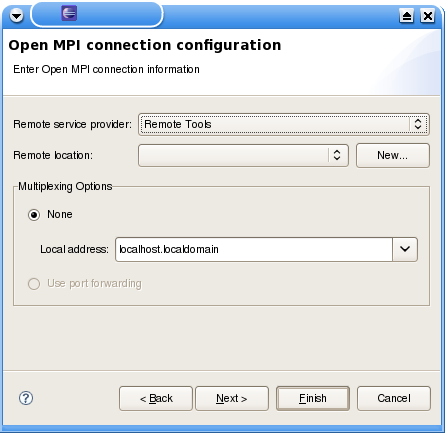 Open MPI connection configuration
Enter Open MPI connection information
Remote service provider: Remote Tools
Remote location: New...
Multiplexing Options
None
Local address: localhost.localdomain
Use port forwarding
? < Back Next > Finish Cancel